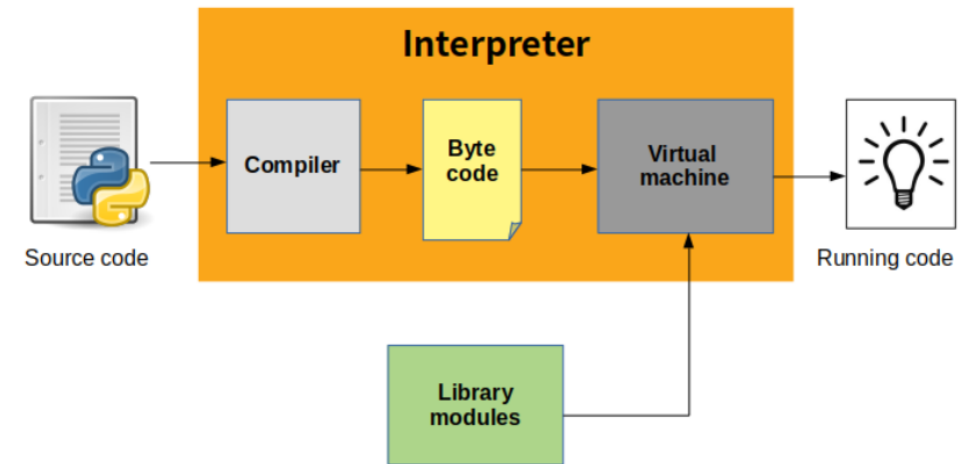 Interpreter
Compiler
Byte
code
Virtual
machine
Source code
Running code
Library
modules